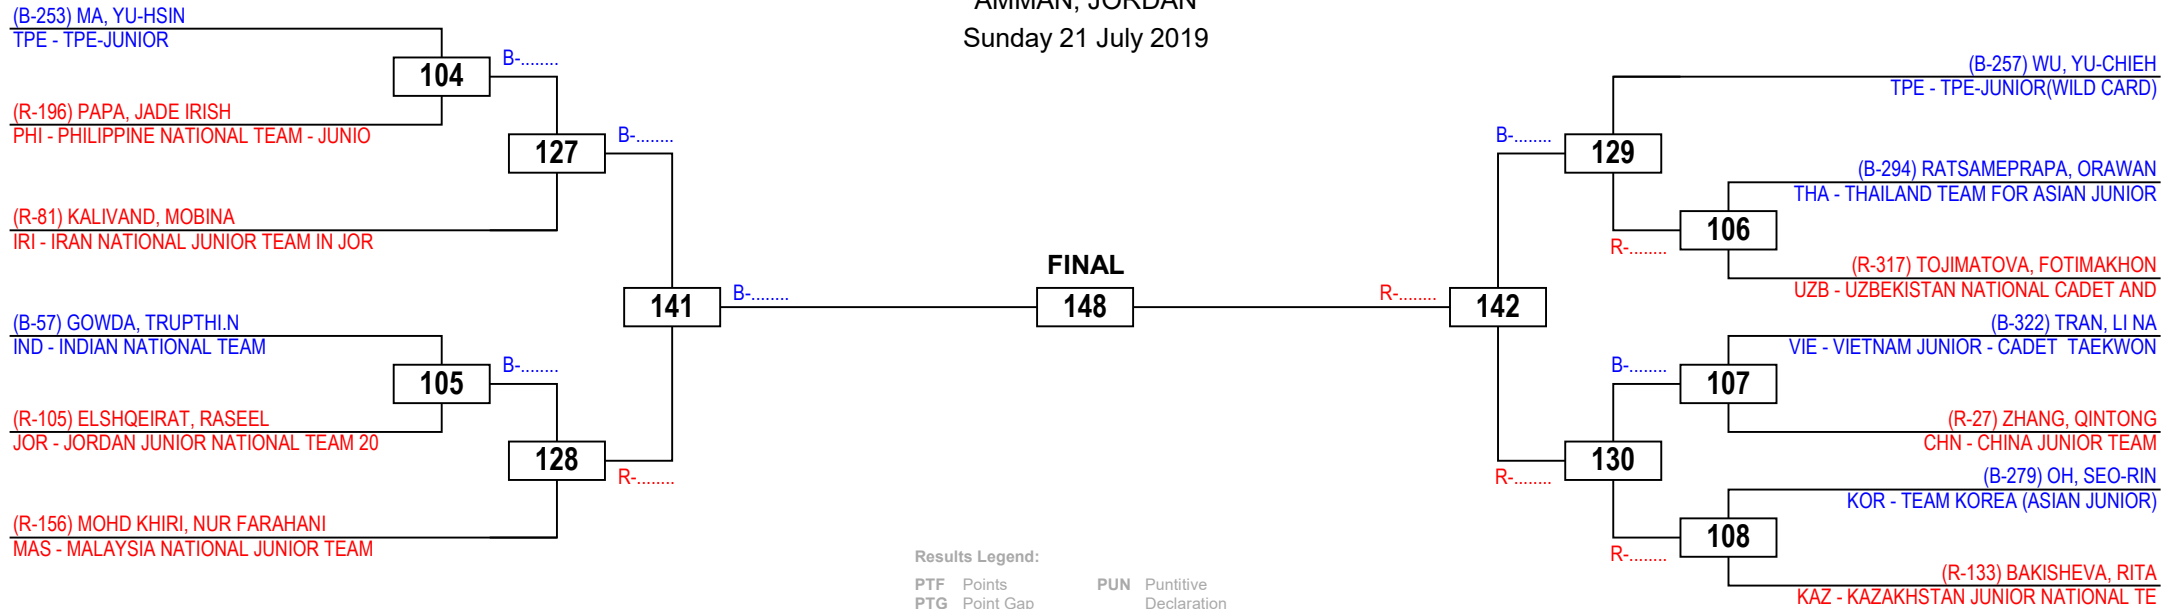 AMMAN, JORDAN
Sunday 21 July 2019
(B-253) MA, YU-HSIN
TPE - TPE-JUNIOR
104
B-........
(R-196) PAPA, JADE IRISH
PHI - PHILIPPINE NATIONAL TEAM - JUNIO
127
B-........
(R-81) KALIVAND, MOBINA
IRI - IRAN NATIONAL JUNIOR TEAM IN JOR
141
B-........
(B-57) GOWDA, TRUPTHI.N
IND - INDIAN NATIONAL TEAM
105
B-........
(R-105) ELSHQEIRAT, RASEEL
JOR - JORDAN JUNIOR NATIONAL TEAM 20
128
R-........
(R-156) MOHD KHIRI, NUR FARAHANI
MAS - MALAYSIA NATIONAL JUNIOR TEAM
FINAL
148
(B-257) WU, YU-CHIEH
TPE - TPE-JUNIOR(WILD CARD)
B-........
129
(B-294) RATSAMEPRAPA, ORAWAN
THA - THAILAND TEAM FOR ASIAN JUNIOR
106
R-........
(R-317) TOJIMATOVA, FOTIMAKHON
UZB - UZBEKISTAN NATIONAL CADET AND
R-........
142
(B-322) TRAN, LI NA
VIE - VIETNAM JUNIOR - CADET  TAEKWON
B-........
107
(R-27) ZHANG, QINTONG
CHN - CHINA JUNIOR TEAM
130
R-........
(B-279) OH, SEO-RIN
KOR - TEAM KOREA (ASIAN JUNIOR)
108
R-........
(R-133) BAKISHEVA, RITA
KAZ - KAZAKHSTAN JUNIOR NATIONAL TE
Results Legend:
PTF Points PUN Puntitive
PTG Point Gap Declaration